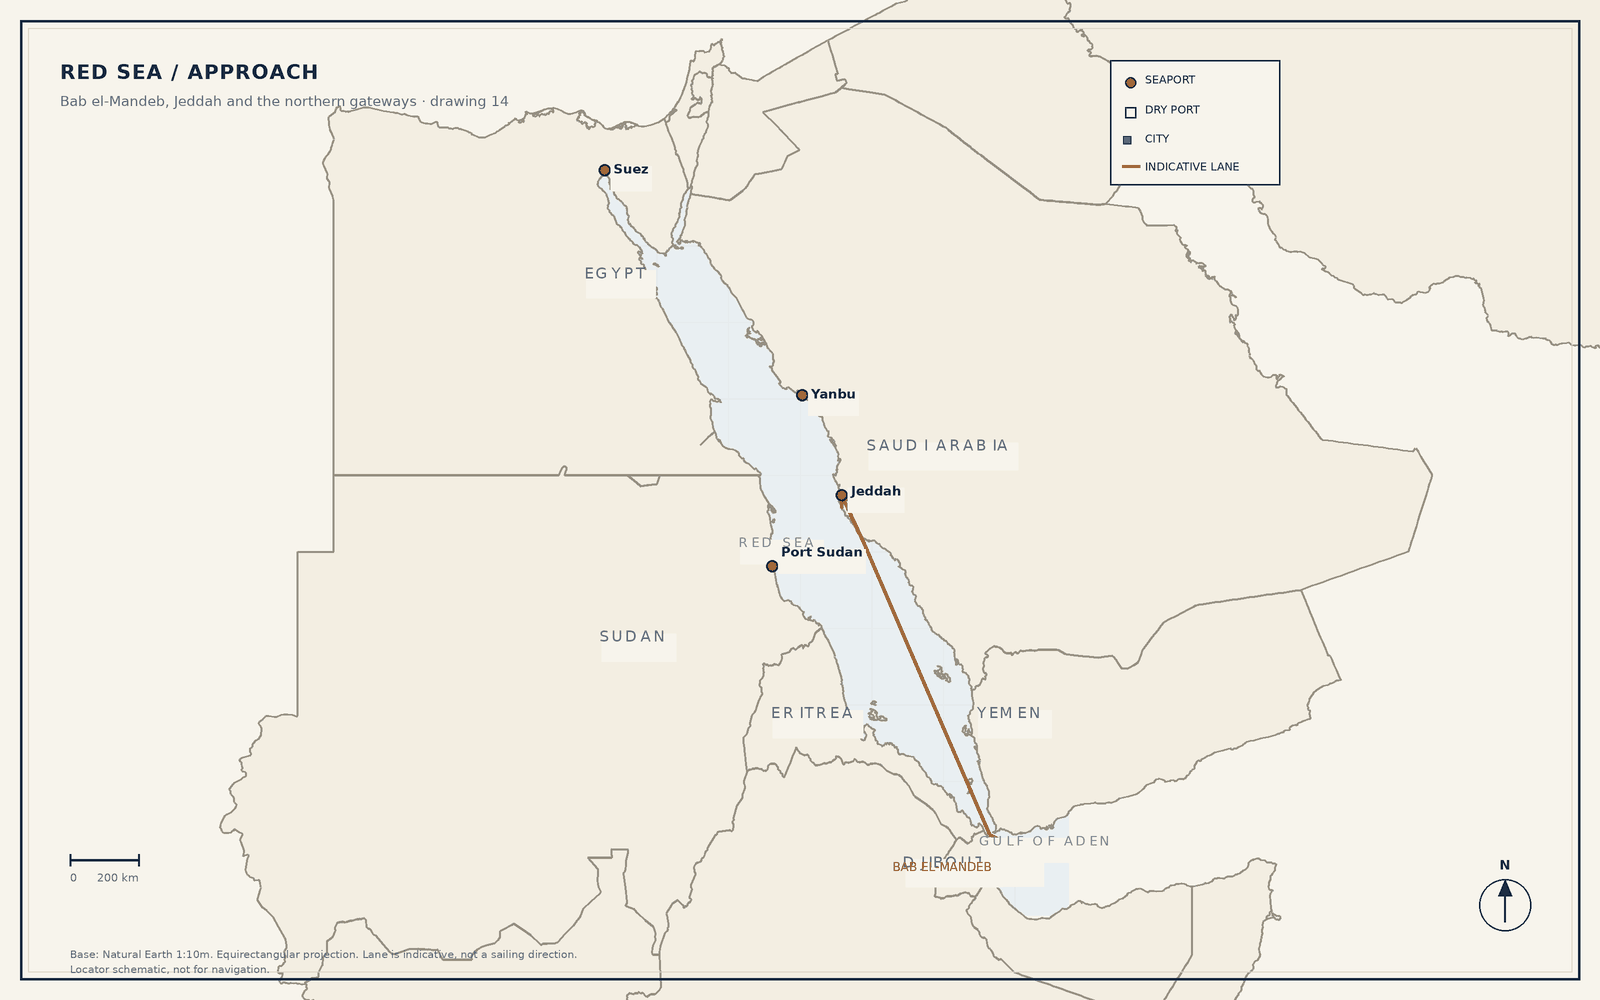 RED SEA / APPROACH
Bab el-Mandeb, Jeddah and the northern gateways · drawing 14
SEAPORT
DRY PORT
CITY
INDICATIVE LANE
Suez
EGYPT
Yanbu
SAUDI ARABIA
Jeddah
RED SEA
Port Sudan
SUDAN
ERITREA
YEMEN
GULF OF ADEN
DJIBOUTI
BAB EL-MANDEB
0 200 km
N
Base: Natural Earth 1:10m. Equirectangular projection. Lane is indicative, not a sailing direction.
Locator schematic, not for navigation.